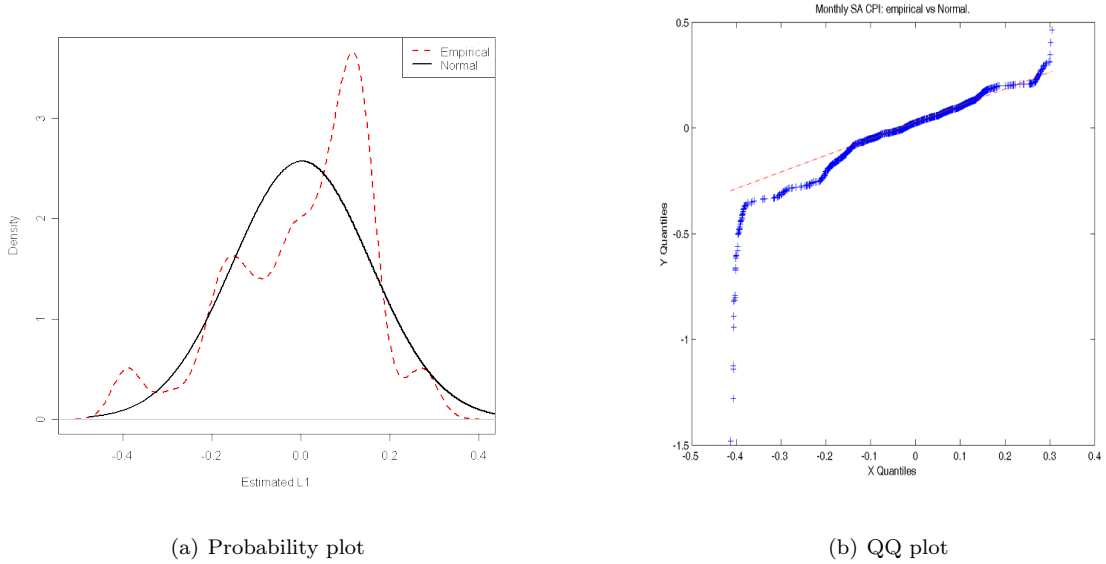 Empirical
Normal
Density
0
1
2
3
-0.4
-0.2
0.0
0.2
0.4
Estimated L1
(a) Probability plot
Monthly SA CPI: empirical vs Normal.
Y Quantiles
0.5
0
-0.5
-1
-1.5
-0.5
-0.4
-0.3
-0.2
-0.1
0
0.1
0.2
0.3
0.4
X Quantiles
(b) QQ plot